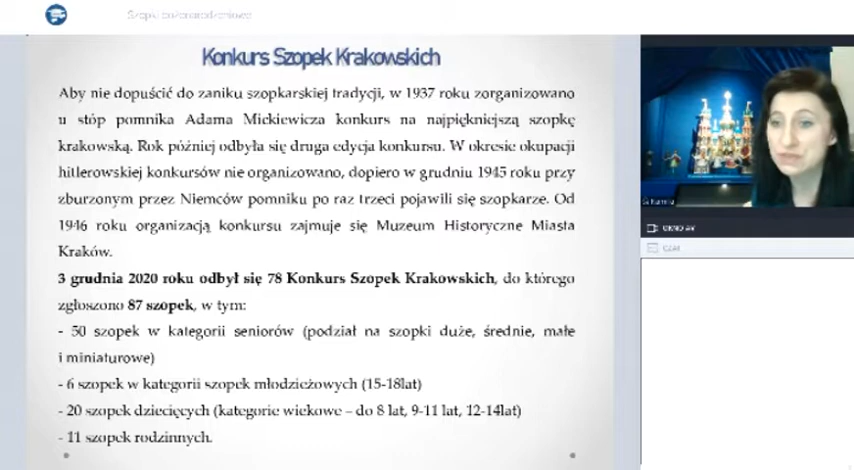 Szopki bożonarodzeniowe
Konkurs Szopek Krakowskich
Aby nie dopuścić do zaniku szopkarskiej tradycji, w 1937 roku zorganizowano
u stóp pomnika Adama Mickiewicza konkurs na najpiękniejszą szopkę
krakowską. Rok później odbyła się druga edycja konkursu. W okresie okupacji
hitlerowskiej konkursów nie organizowano, dopiero w grudniu 1945 roku przy
zburzonym przez Niemców pomniku po raz trzeci pojawili się szopkarze. Od
1946 roku organizacją konkursu zajmuje się Muzeum Historyczne Miasta
Kraków.
3 grudnia 2020 roku odbył się 78 Konkurs Szopek Krakowskich, do którego
zgłoszono 87 szopek, w tym:
- 50 szopek w kategorii seniorów (podział na szopki duże, średnie, małe
i miniaturowe)
- 6 szopek w kategorii szopek młodzieżowych (15-18lat)
- 20 szopek dziecięcych (kategorie wiekowe – do 8 lat, 9-11 lat, 12-14lat)
- 11 szopek rodzinnych.